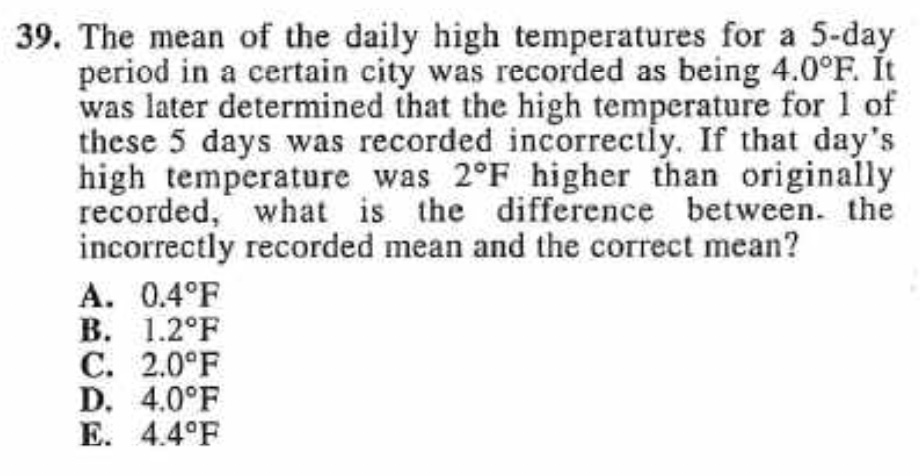 39. The mean of the daily high temperatures for a 5-day
period in a certain city was recorded as being 4.0°F. It
was later determined that the high temperature for 1 of
these 5 days was recorded incorrectly. If that day's
high temperature was 2°F higher than originally
recorded, what is the difference between. the
incorrectly recorded mean and the correct mean?
A. 0.4°F
B. 1.2°F
C. 2.0°F
D. 4.0°F
E. 4.4°F